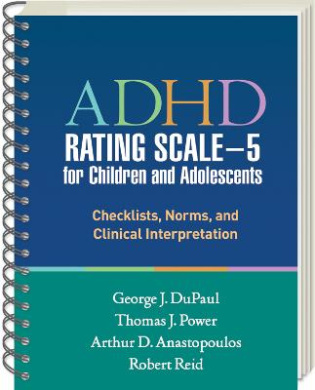 ADHD
RATING SCALE–5
for Children and Adolescents
Checklists, Norms, and
Clinical Interpretation
George J. DuPaul
Thomas J. Power
Arthur D. Anastopoulos
Robert Reid